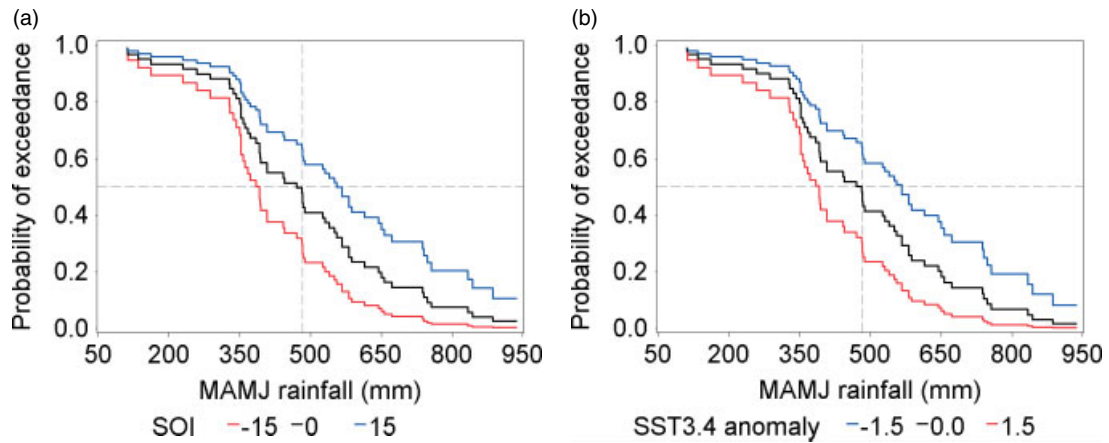 (a)
Probability of exceedance
1.0
0.8
0.6
0.4
0.2
0.0
50 200 350 500 650 800 950
MAMJ rainfall (mm)
SOI -15 0 15
(b)
Probability of exceedance
1.0
0.8
0.6
0.4
0.2
0.0
50 200 350 500 650 800 950
MAMJ rainfall (mm)
SST3.4 anomaly -1.5 0.0 1.5